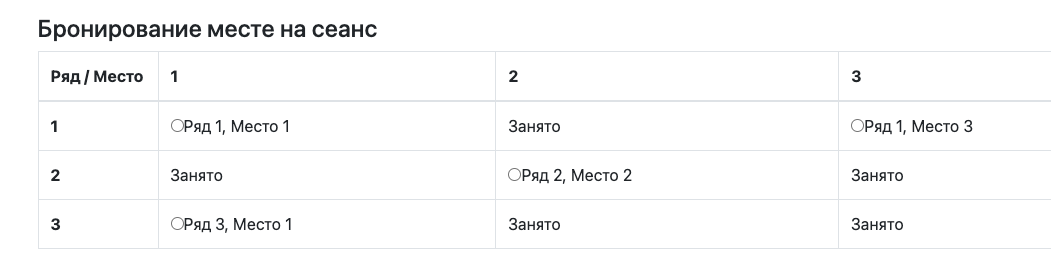 Бронирование месте на сеанс
Ряд / Место 1 2 3
1 Ряд 1, Место 1 Занято Ряд 1, Место 3
2 Занято Ряд 2, Место 2 Занято
3 Ряд 3, Место 1 Занято Занято